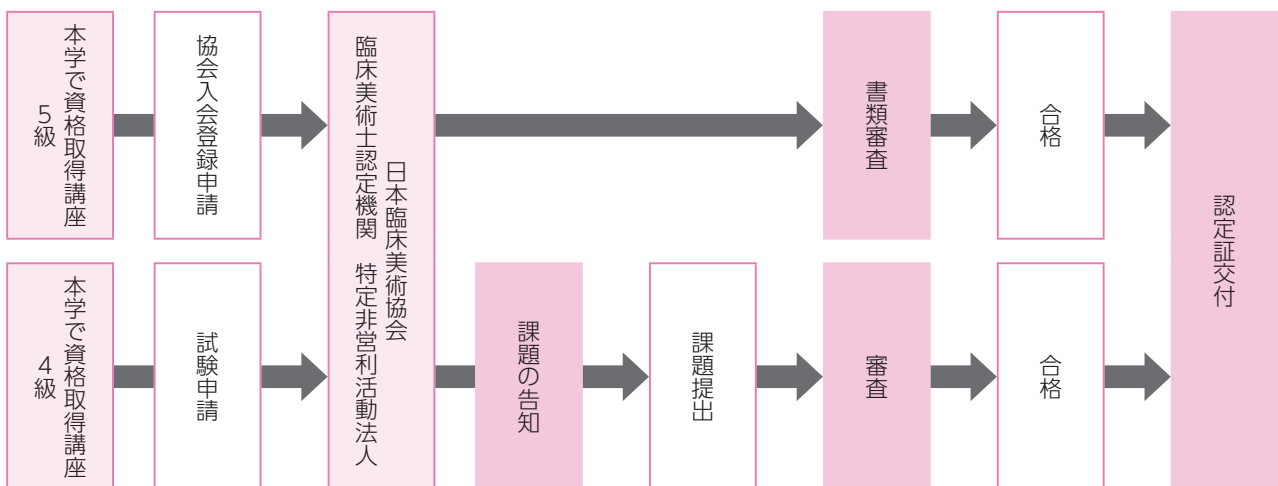 本学で資格取得講座
5級
協会入会登録申請
臨床美術士認定機関　特定非営利活動法人
日本臨床美術協会
書類審査
合格
認定証交付
本学で資格取得講座
4級
試験申請
課題の告知
課題提出
審査
合格